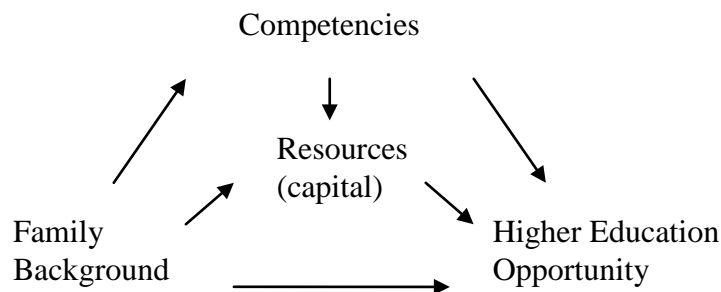 Competencies
Resources
(capital)
Family
Background
Higher Education
Opportunity